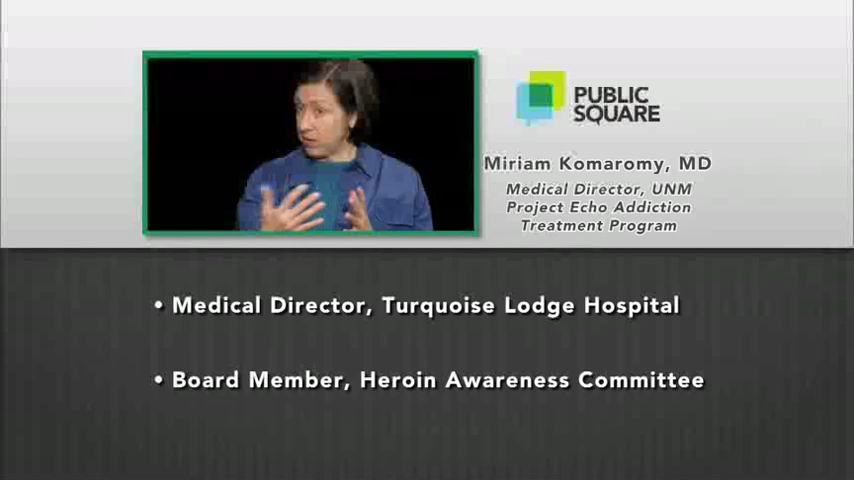 PUBLIC
SQUARE
Miriam Komaromy, MD
Medical Director, UNM
Project Echo Addiction
Treatment Program
• Medical Director, Turquoise Lodge Hospital
• Board Member, Heroin Awareness Committee